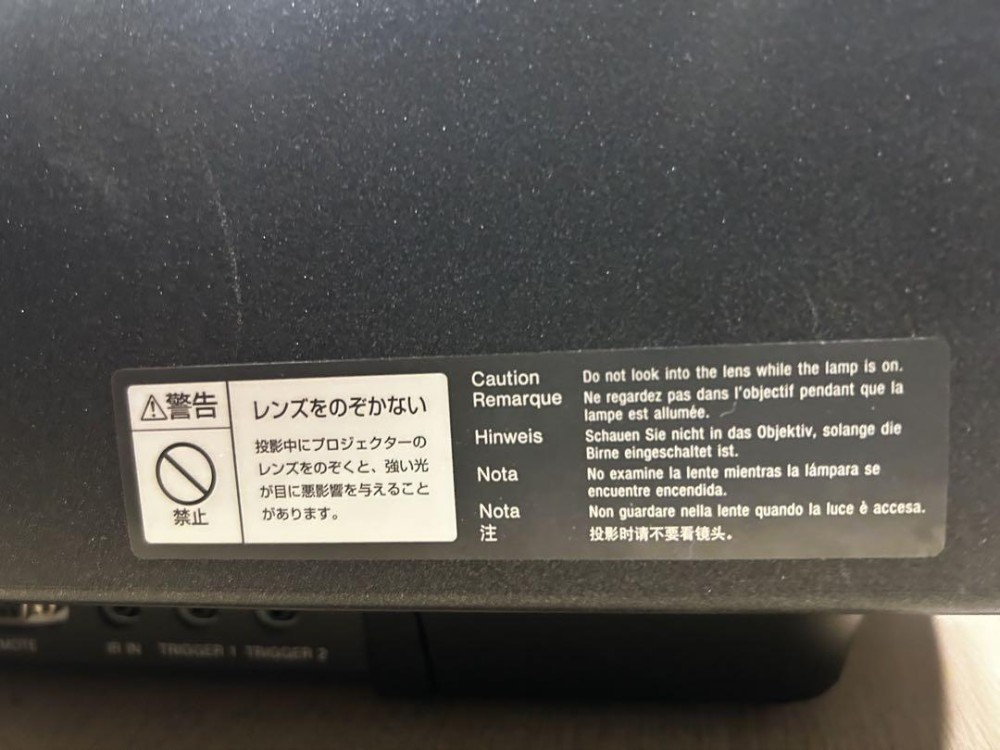 ⚠警告
禁止
レンズをのぞかない
投影中にプロジェクターの
レンズをのぞくと、強い光
が目に悪影響を与えること
があります。
Caution Do not look into the lens while the lamp is on.
Remarque Ne regardez pas dans l'objectif pendant que la
lampe est allumée.
Hinweis Schauen Sie nicht in das Objektiv, solange die
Birne eingeschaltet ist.
Nota No examine la lente mientras la lámpara se
encuentre encendida.
Nota Non guardare nella lente quando la luce è accesa.
注 投影时请不要看镜头。
IR IN TRIGGER 1 TRIGGER 2